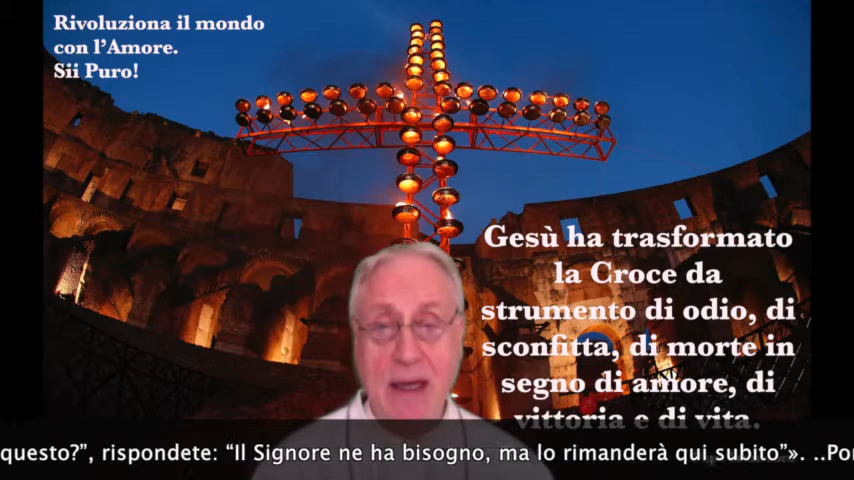 Rivoluziona il mondo
con l'Amore.
Sii Puro!
Gesù ha trasformato
la Croce da
strumento di odio, di
sconfitta, di morte in
segno di amore, di
vittoria e di vita.
questo?”, rispondete: “Il Signore ne ha bisogno, ma lo rimanderà qui subito”». ..Por